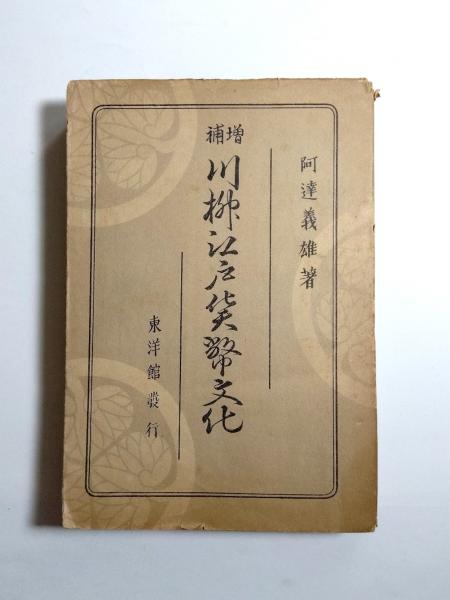 阿達義雄著
増補
川柳江戸貨幣文化
東洋館發行